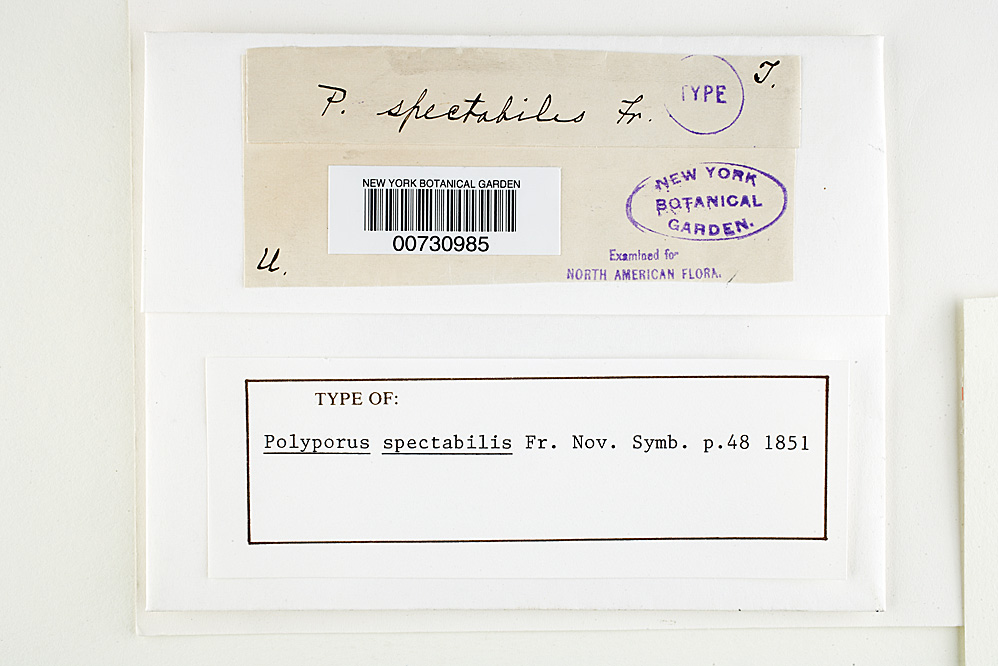 P. spectabilis Fr.
TYPE
T.
NEW YORK BOTANICAL GARDEN
00730985
NEW YORK
BOTANICAL
GARDEN.
U.
Examined for
NORTH AMERICAN FLORA.
TYPE OF:
Polyporus spectabilis Fr. Nov. Symb. p.48 1851